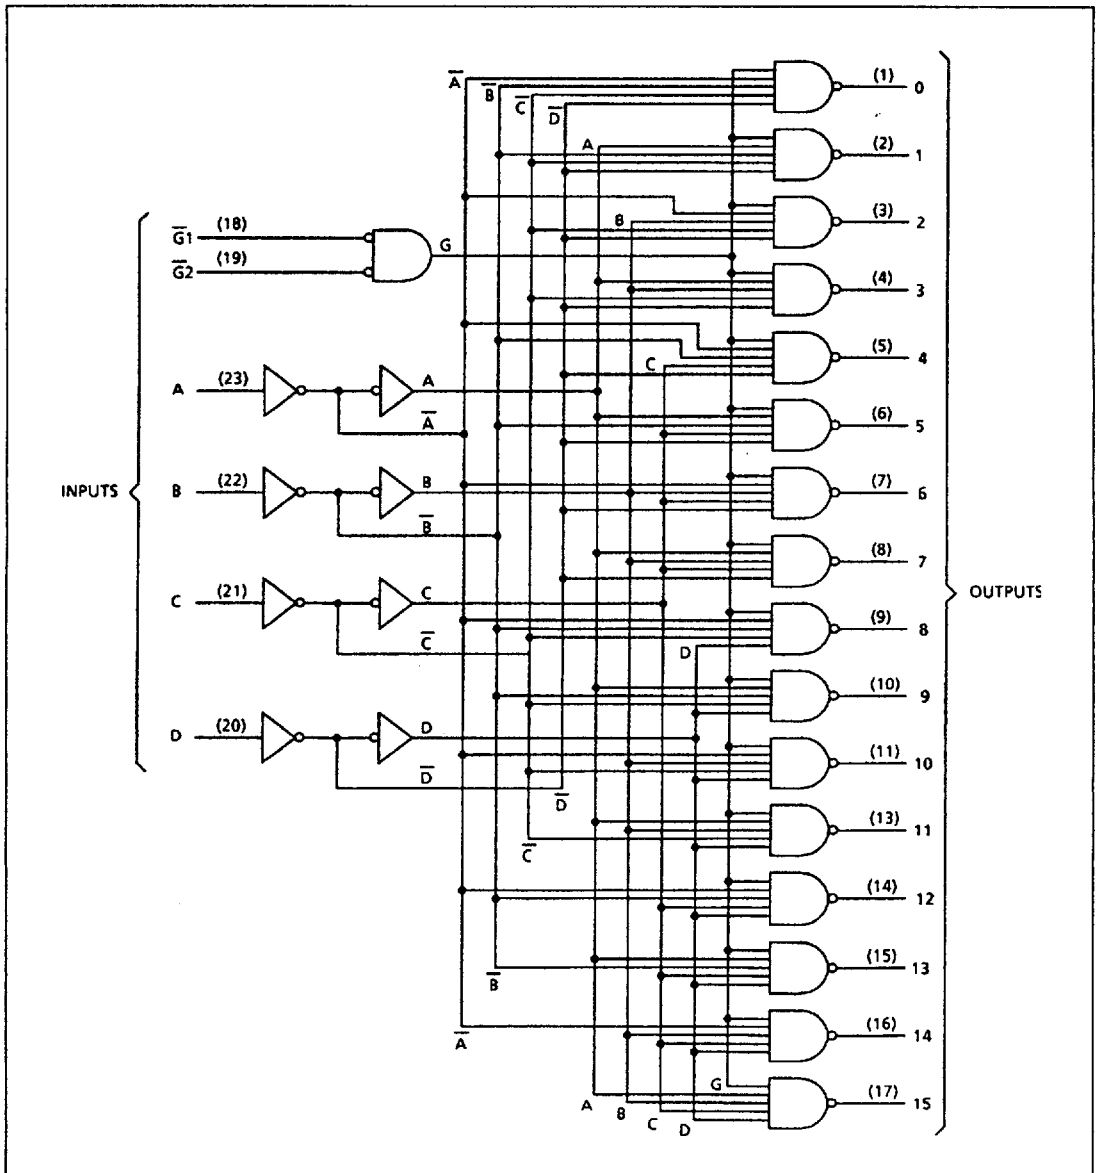 A̅
B̅
C̅
D̅
(1) 0
A
(2) 1
B
(3) 2
G̅1 (18)
G
G̅2 (19)
(4) 3
C
(5) 4
A (23)
A
A̅
(6) 5
INPUTS
B (22)
B
B̅
(7) 6
(8) 7
C (21)
C
C̅
OUTPUTS
(9) 8
D
(10) 9
D (20)
D
D̅
D̅
(11) 10
(13) 11
C̅
(14) 12
(15) 13
B̅
(16) 14
A̅
G
(17) 15
A
B
C
D